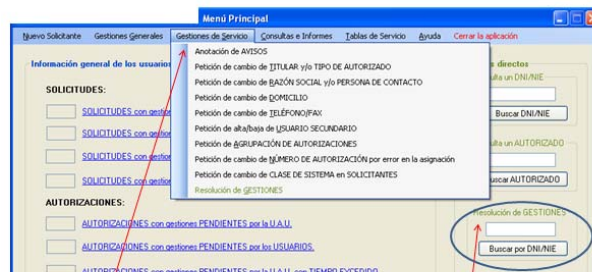 Menú Principal
Nuevo Solicitante Gestiones Generales Gestiones de Servicio Consultas e Informes Tablas de Servicio Ayuda Cerrar la aplicación
Anotación de AVISOS
Petición de cambio de TITULAR y/o TIPO DE AUTORIZADO
Petición de cambio de RAZÓN SOCIAL y/o PERSONA DE CONTACTO
Petición de cambio de DOMICILIO
Petición de cambio de TELÉFONO/FAX
Petición de alta/baja de USUARIO SECUNDARIO
Petición de AGRUPACIÓN DE AUTORIZACIONES
Petición de cambio de NÚMERO DE AUTORIZACIÓN por error en la asignación
Petición de cambio de CLASE DE SISTEMA en SOLICITANTES
Resolución de GESTIONES
Información general de los usuarios
SOLICITUDES:
SOLICITUDES con gestion
SOLICITUDES con gestion
SOLICITUDES con gestion
SOLICITUDES con gestion
AUTORIZACIONES:
AUTORIZACIONES con gestiones PENDIENTES por la U.A.U.
AUTORIZACIONES con gestiones PENDIENTES por los USUARIOS.
AUTORIZACIONES con gestiones PENDIENTES por la U.A.U. con TIEMPO EXCEDIDO
directos
ulta un DNI/NIE
Buscar DNI/NIE
ulta un AUTORIZADO
uscar AUTORIZADO
Resolución de GESTIONES
Buscar por DNI/NIE